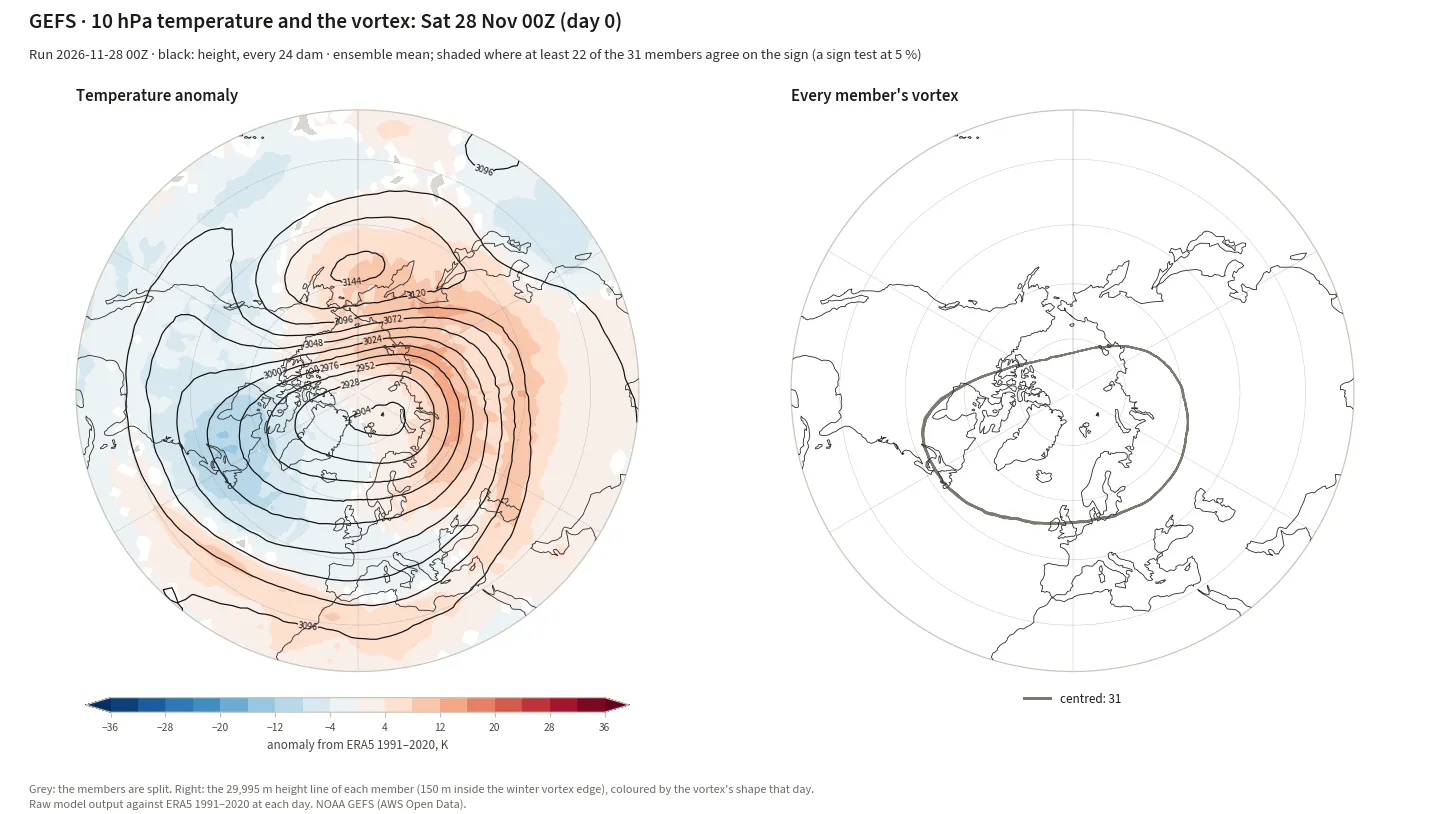 GEFS · 10 hPa temperature and the vortex: Sat 28 Nov 00Z (day 0)
Run 2026-11-28 00Z · black: height, every 24 dam · ensemble mean; shaded where at least 22 of the 31 members agree on the sign (a sign test at 5 %)
Temperature anomaly
Every member's vortex
3096
3144
3120
3096
3072
3048
3024
3000
2976
2952
2928
2904
3096
centred: 31
−36 −28 −20 −12 −4 4 12 20 28 36
anomaly from ERA5 1991–2020, K
Grey: the members are split. Right: the 29,995 m height line of each member (150 m inside the winter vortex edge), coloured by the vortex's shape that day.
Raw model output against ERA5 1991–2020 at each day. NOAA GEFS (AWS Open Data).